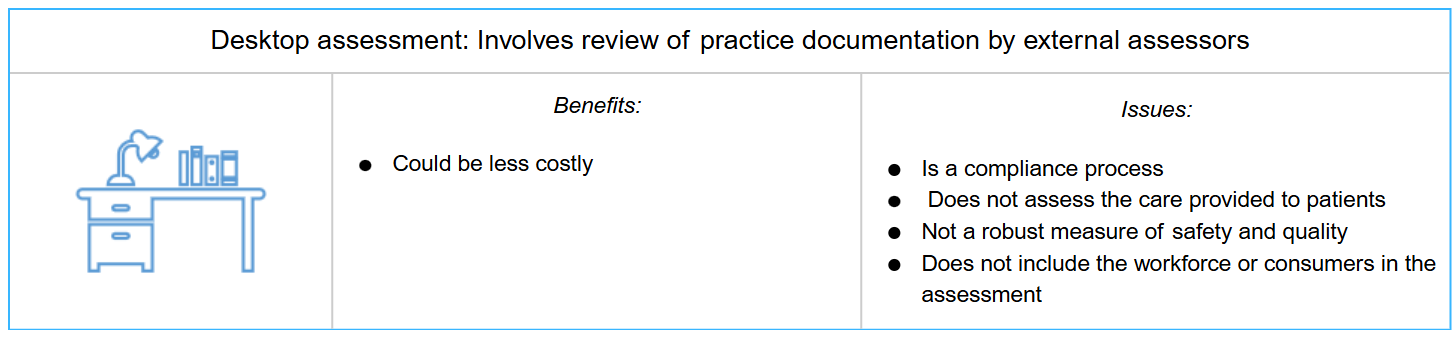 Desktop assessment: Involves review of practice documentation by external assessors
Benefits:
● Could be less costly
Issues:
● Is a compliance process
● Does not assess the care provided to patients
● Not a robust measure of safety and quality
● Does not include the workforce or consumers in the
assessment